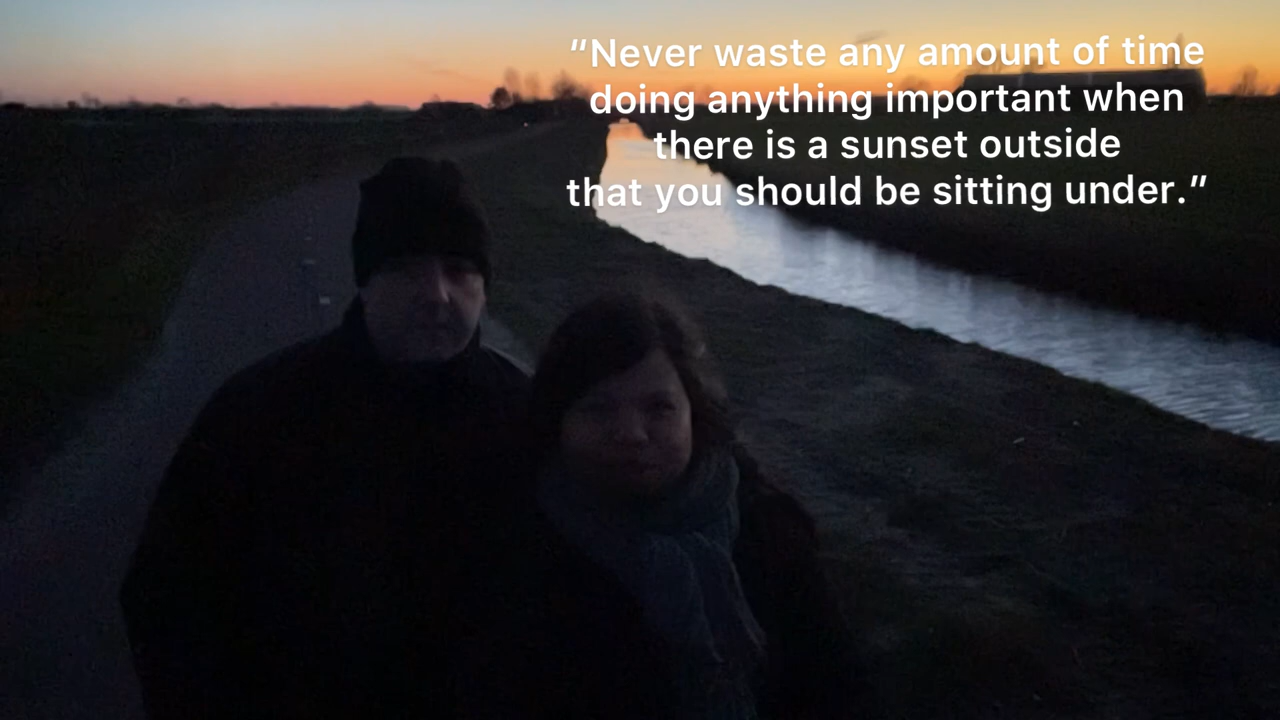 “Never waste any amount of time
doing anything important when
there is a sunset outside
that you should be sitting under.”